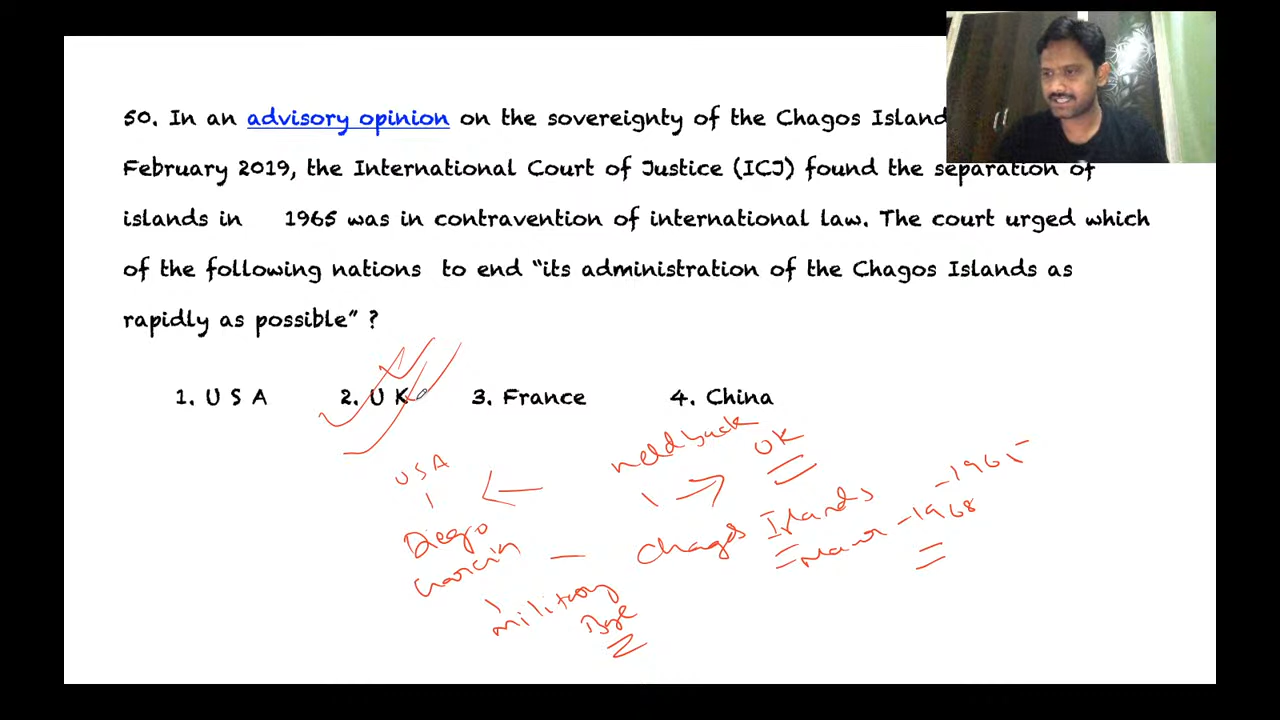 50. In an advisory opinion on the sovereignty of the Chagos Island
February 2019, the International Court of Justice (ICJ) found the separation of
islands in 1965 was in contravention of international law. The court urged which
of the following nations to end “its administration of the Chagos Islands as
rapidly as possible” ?
1. U S A 2. U K 3. France 4. China
held back UK
USA
Chagos Islands -1965
Diego -1968
military